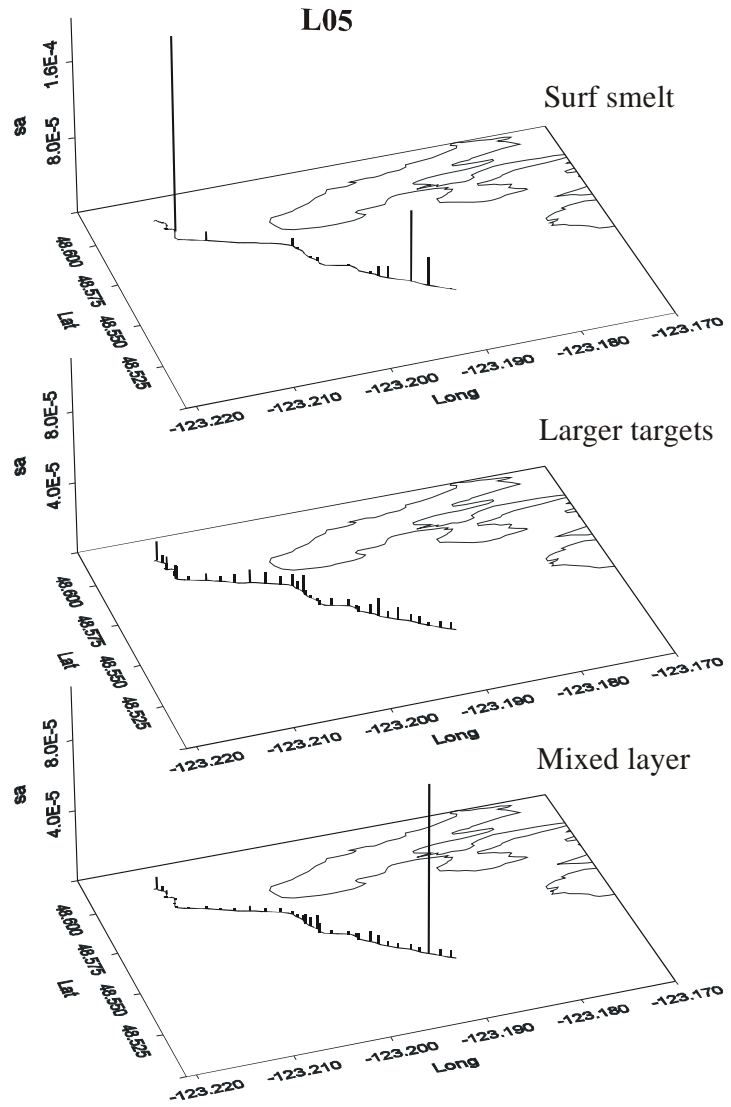 L05
Surf smelt
1.6E-4
8.0E-5
sa
48.600
48.575
48.550
48.525
Lat
-123.220
-123.210
-123.200
-123.190
-123.180
-123.170
Long
Larger targets
8.0E-5
4.0E-5
sa
48.600
48.575
48.550
48.525
Lat
-123.220
-123.210
-123.200
-123.190
-123.180
-123.170
Long
Mixed layer
8.0E-5
4.0E-5
sa
48.600
48.575
48.550
48.525
Lat
-123.220
-123.210
-123.200
-123.190
-123.180
-123.170
Long